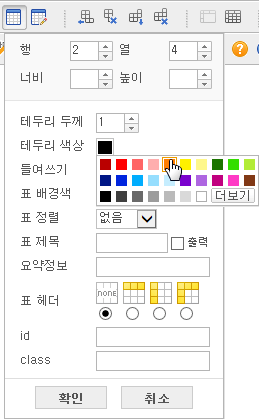 행 2 열 4
너비 높이
테두리 두께 1
테두리 색상
들여쓰기
표 배경색 더보기
표 정렬 없음
표 제목 출력
요약정보
표 헤더 NONE
id
class
확인 취소